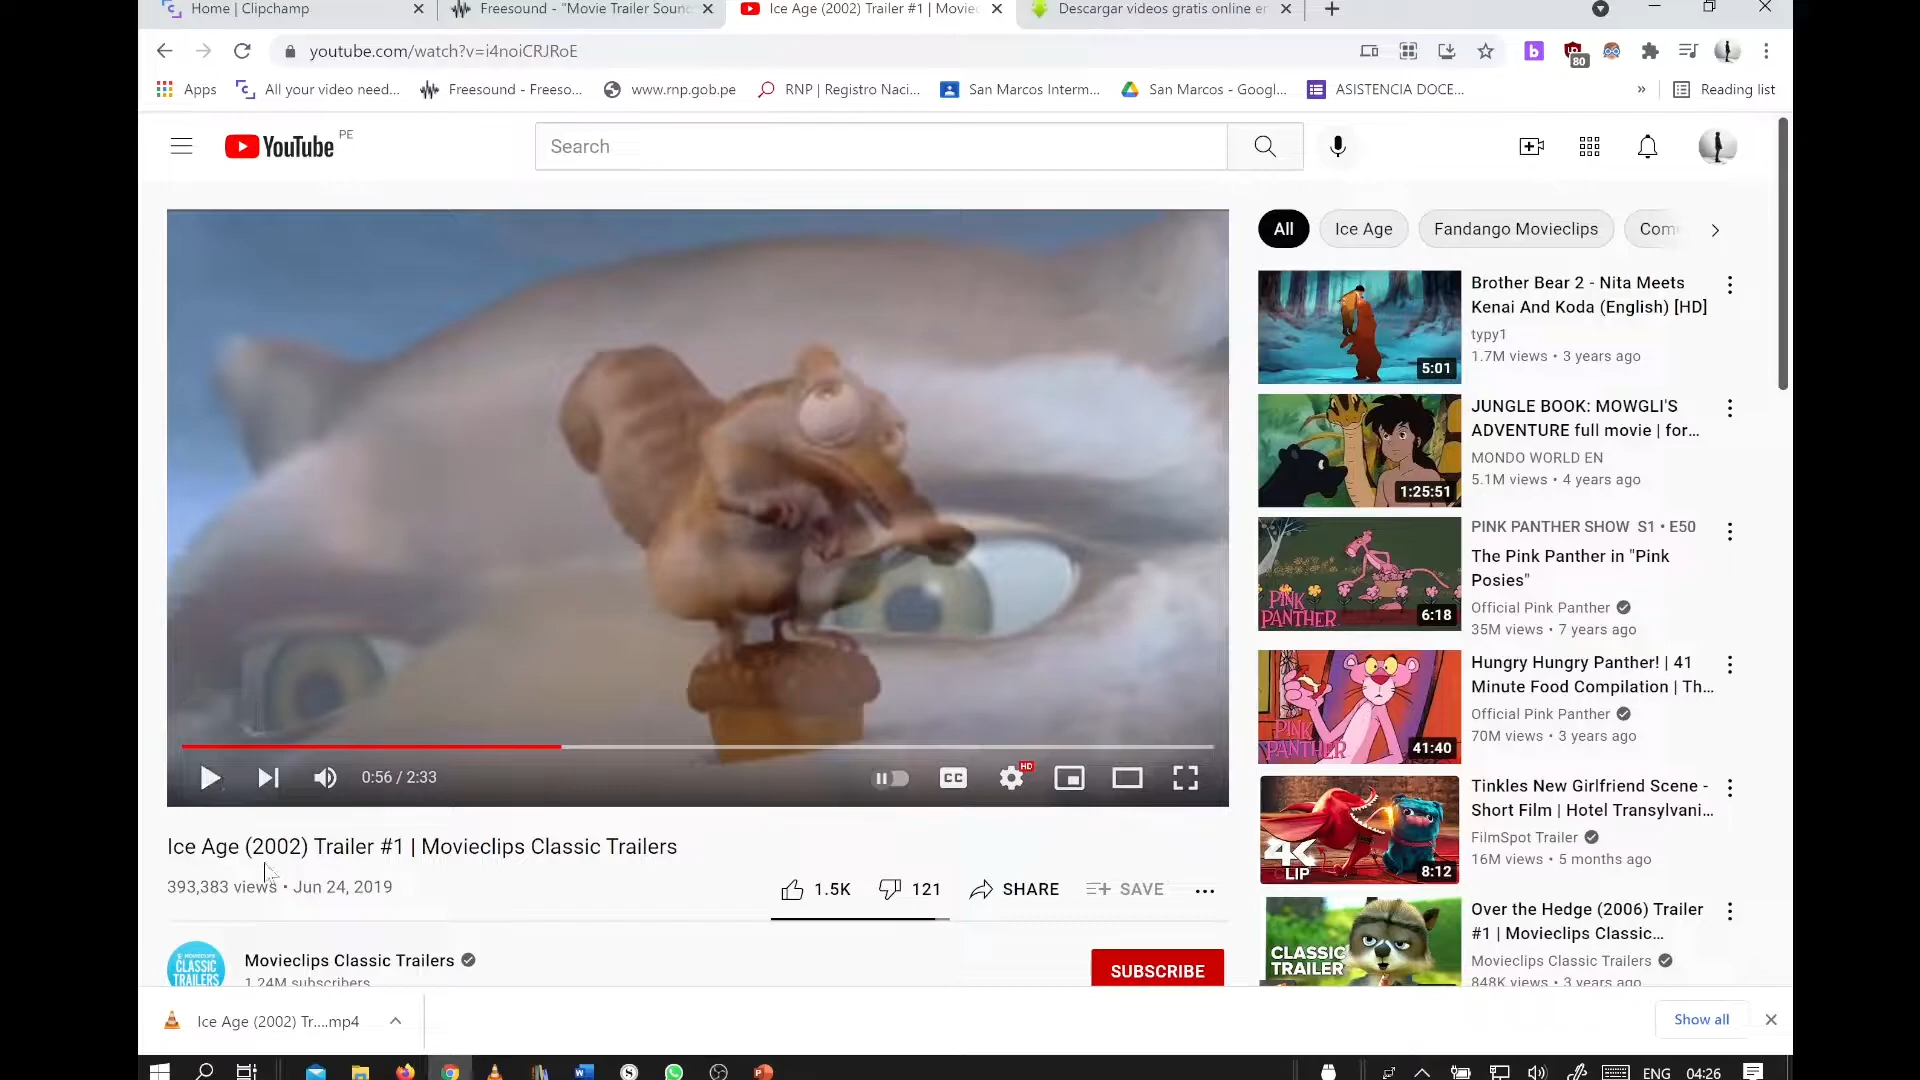 Home | Clipchamp
Freesound - "Movie Trailer Sound
Ice Age (2002) Trailer #1 | Movie
Descargar videos gratis online en
youtube.com/watch?v=i4noiCRJRoE
80
Apps
All your video need...
Freesound - Freeso...
www.rnp.gob.pe
RNP | Registro Naci...
San Marcos Interm...
San Marcos - Googl...
ASISTENCIA DOCE...
»
Reading list
YouTube PE
Search
All
Ice Age
Fandango Movieclips
Com
Brother Bear 2 - Nita Meets
Kenai And Koda (English) [HD]
typy1
1.7M views • 3 years ago
5:01
JUNGLE BOOK: MOWGLI'S
ADVENTURE full movie | for...
MONDO WORLD EN
5.1M views • 4 years ago
1:25:51
PINK PANTHER SHOW S1 • E50
The Pink Panther in "Pink
Posies"
Official Pink Panther
35M views • 7 years ago
PINK
PANTHER
6:18
Hungry Hungry Panther! | 41
Minute Food Compilation | Th...
Official Pink Panther
70M views • 3 years ago
PINK
PANTHER
41:40
Tinkles New Girlfriend Scene -
Short Film | Hotel Transylvani...
FilmSpot Trailer
16M views • 5 months ago
4K
CLIP
8:12
Over the Hedge (2006) Trailer
#1 | Movieclips Classic...
Movieclips Classic Trailers
848K views • 3 years ago
CLASSIC
TRAILER
0:56 / 2:33
CC
HD
Ice Age (2002) Trailer #1 | Movieclips Classic Trailers
393,383 views • Jun 24, 2019
1.5K
121
SHARE
SAVE
MOVIECLIPS
CLASSIC
TRAILERS
Movieclips Classic Trailers
1.24M subscribers
SUBSCRIBE
Ice Age (2002) Tr....mp4
Show all
ENG
04:26